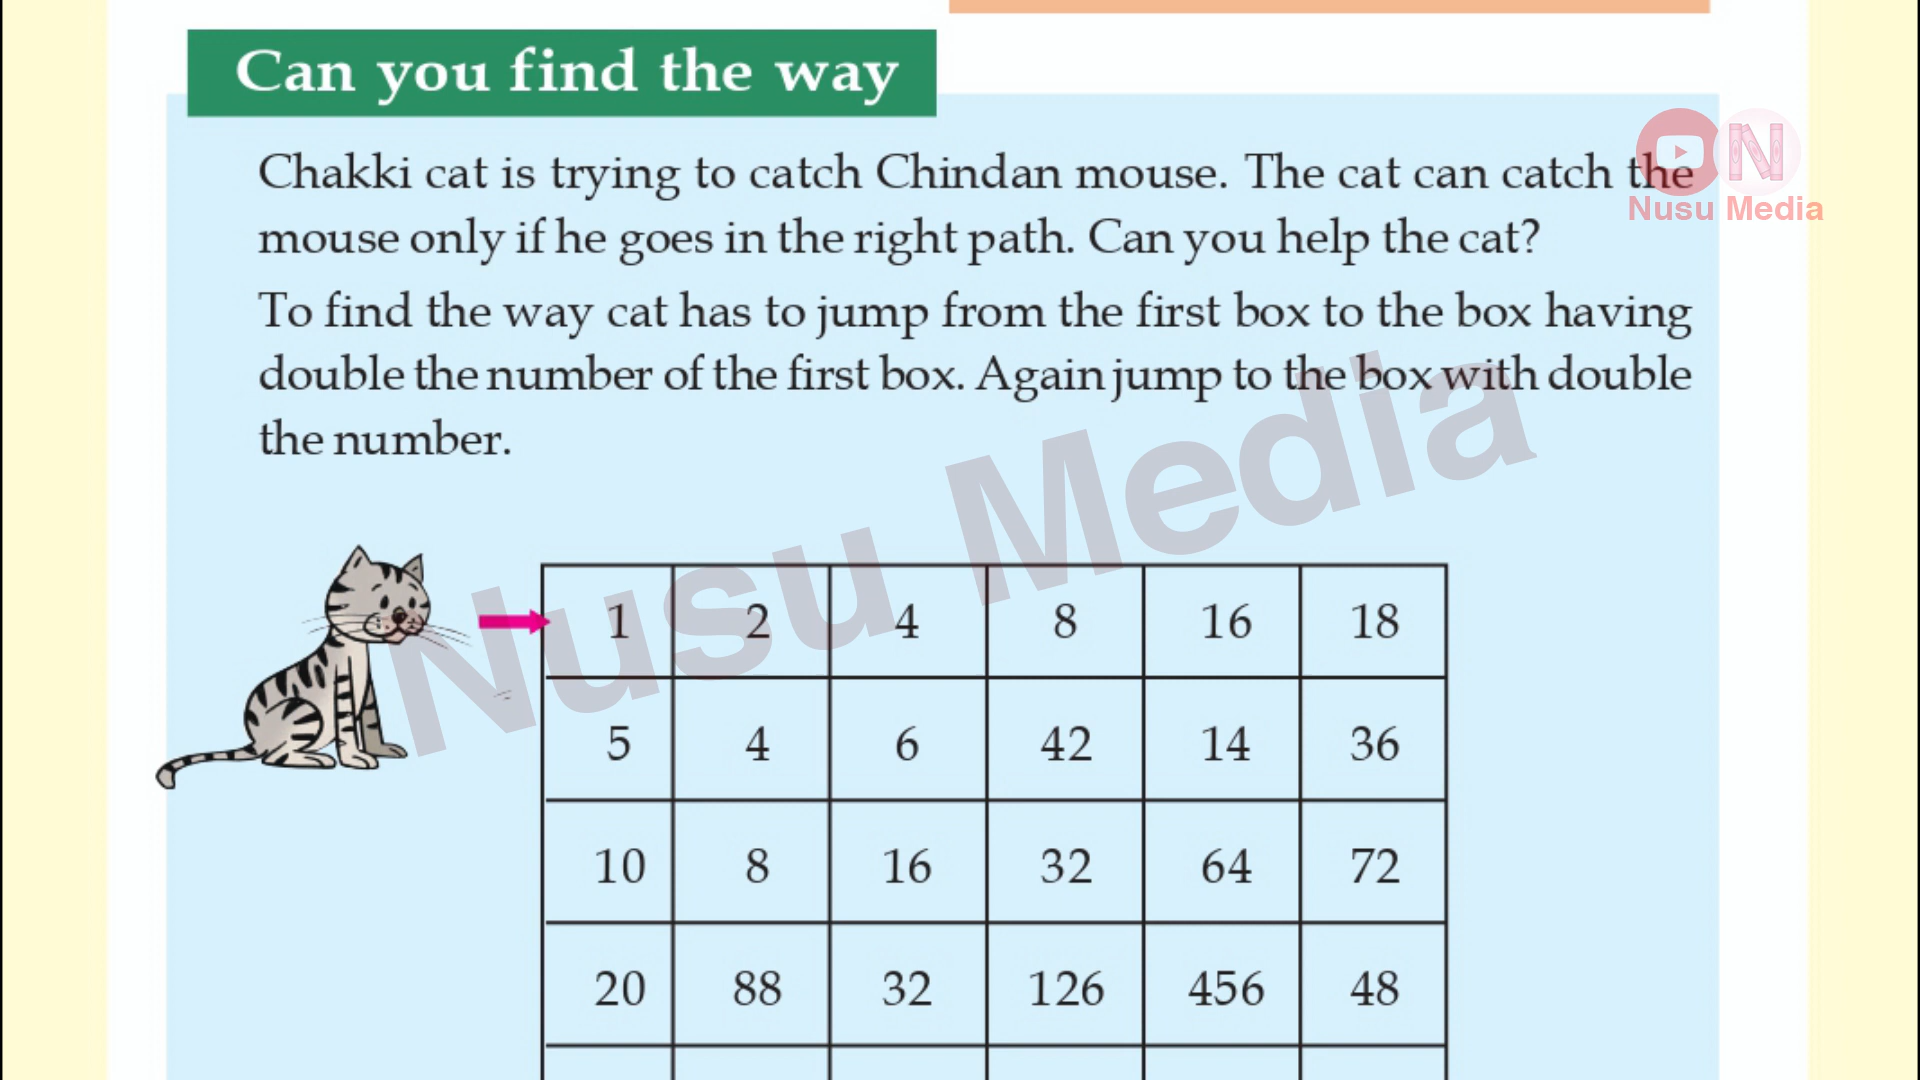 Can you find the way
Chakki cat is trying to catch Chindan mouse. The cat can catch the
mouse only if he goes in the right path. Can you help the cat?
To find the way cat has to jump from the first box to the box having
double the number of the first box. Again jump to the box with double
the number.
1 2 4 8 16 18
5 4 6 42 14 36
10 8 16 32 64 72
20 88 32 126 456 48
N
Nusu Media
Nusu Media